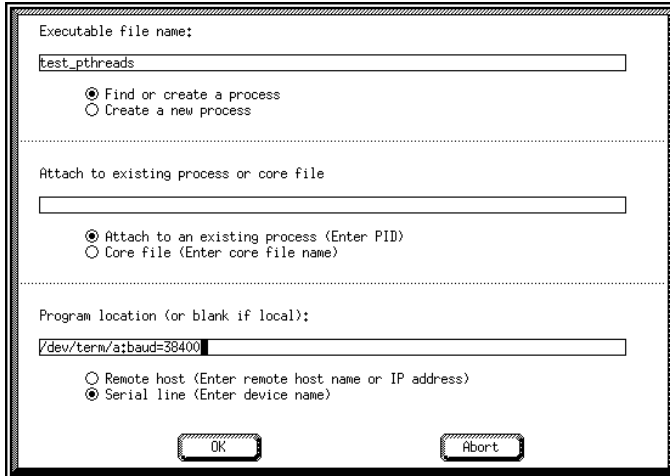 Executable file name:
test_pthreads
Find or create a process
Create a new process
Attach to existing process or core file
Attach to an existing process (Enter PID)
Core file (Enter core file name)
Program location (or blank if local):
/dev/term/a:baud=38400
Remote host (Enter remote host name or IP address)
Serial line (Enter device name)
OK Abort